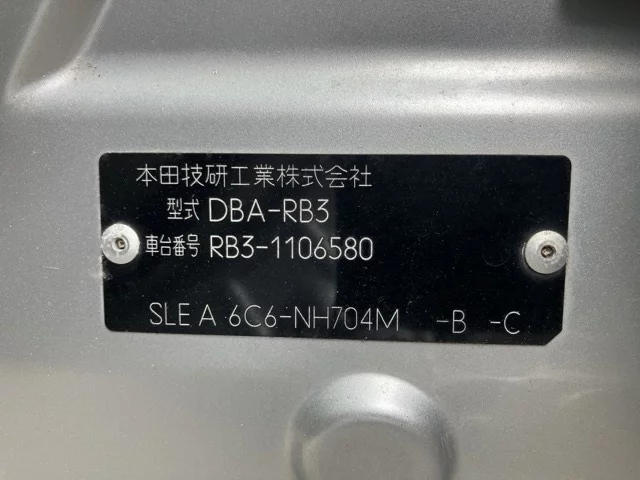 本田技研工業株式会社
型式 DBA-RB3
車台番号 RB3-1106580
SLE A 6C6-NH704M -B -C